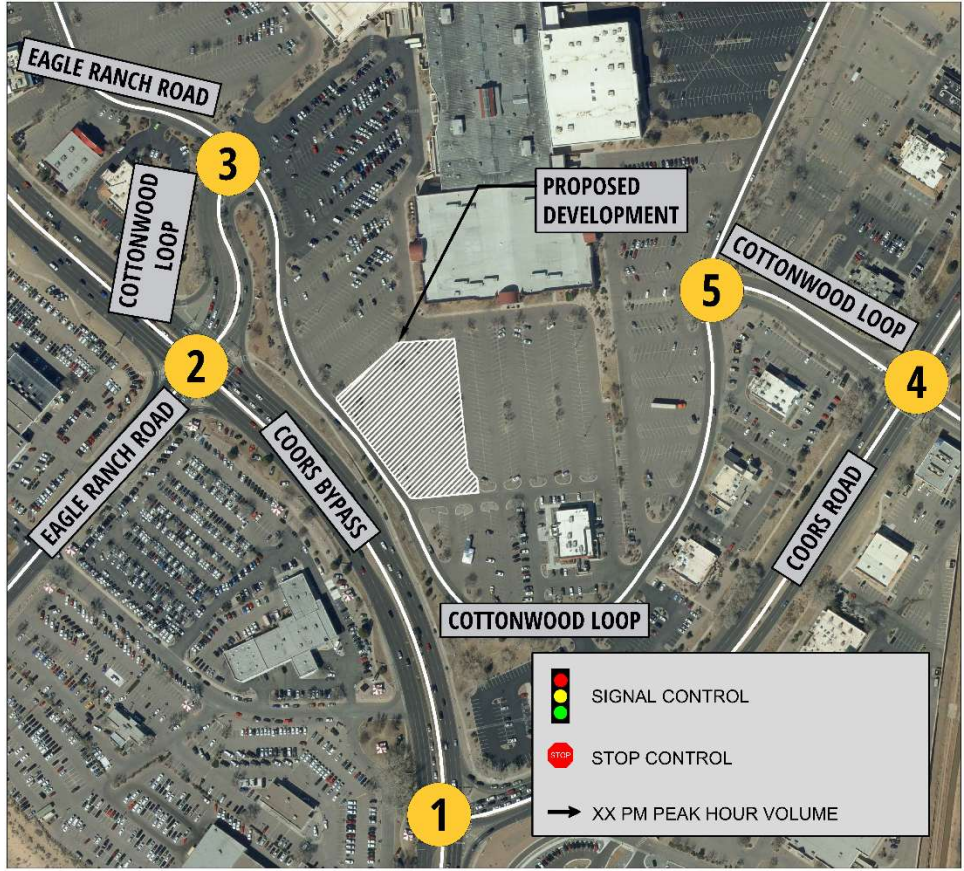 EAGLE RANCH ROAD
3
COTTONWOOD
LOOP
PROPOSED
DEVELOPMENT
5
COTTONWOOD LOOP
2
4
EAGLE RANCH ROAD
COORS BYPASS
COORS ROAD
COTTONWOOD LOOP
1
SIGNAL CONTROL
STOP
STOP CONTROL
XX PM PEAK HOUR VOLUME